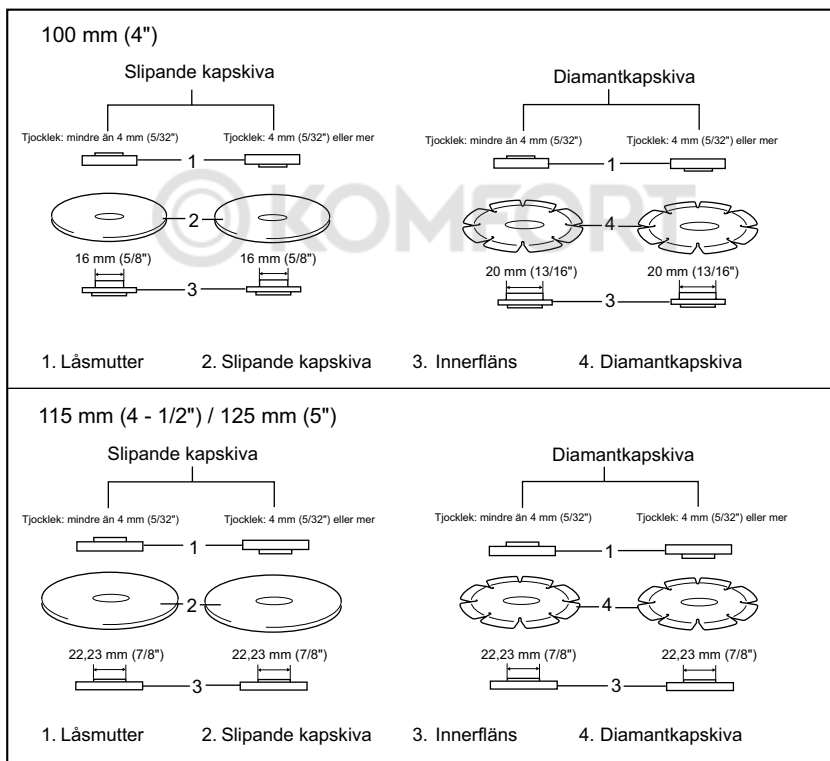 100 mm (4")
Slipande kapskiva
Diamantkapskiva
Tjocklek: mindre än 4 mm (5/32") Tjocklek: 4 mm (5/32") eller mer
Tjocklek: mindre än 4 mm (5/32") Tjocklek: 4 mm (5/32") eller mer
1
1
KOMFORT
2
4
16 mm (5/8") 16 mm (5/8")
20 mm (13/16") 20 mm (13/16")
3
3
1. Låsmutter 2. Slipande kapskiva 3. Innerfläns 4. Diamantkapskiva
115 mm (4 - 1/2") / 125 mm (5")
Slipande kapskiva
Diamantkapskiva
Tjocklek: mindre än 4 mm (5/32") Tjocklek: 4 mm (5/32") eller mer
Tjocklek: mindre än 4 mm (5/32") Tjocklek: 4 mm (5/32") eller mer
1
1
2
4
22,23 mm (7/8") 22,23 mm (7/8")
22,23 mm (7/8") 22,23 mm (7/8")
3
3
1. Låsmutter 2. Slipande kapskiva 3. Innerfläns 4. Diamantkapskiva